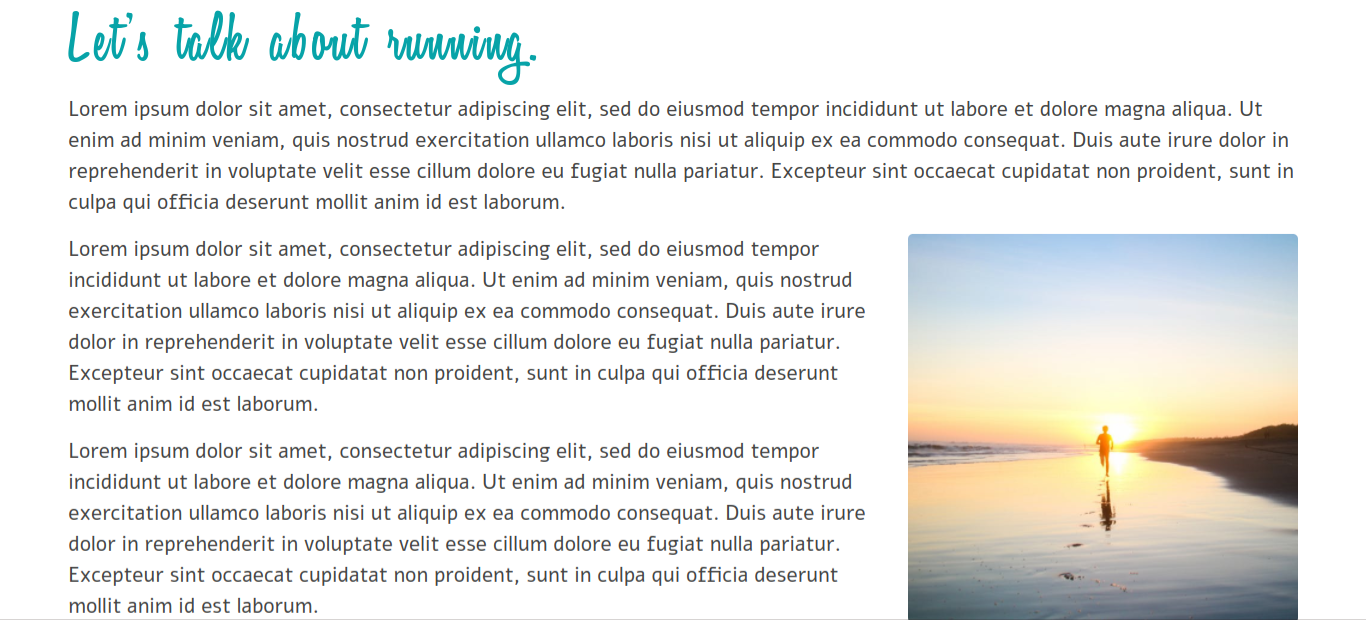 Let's talk about running.
Lorem ipsum dolor sit amet, consectetur adipiscing elit, sed do eiusmod tempor incididunt ut labore et dolore magna aliqua. Ut
enim ad minim veniam, quis nostrud exercitation ullamco laboris nisi ut aliquip ex ea commodo consequat. Duis aute irure dolor in
reprehenderit in voluptate velit esse cillum dolore eu fugiat nulla pariatur. Excepteur sint occaecat cupidatat non proident, sunt in
culpa qui officia deserunt mollit anim id est laborum.
Lorem ipsum dolor sit amet, consectetur adipiscing elit, sed do eiusmod tempor
incididunt ut labore et dolore magna aliqua. Ut enim ad minim veniam, quis nostrud
exercitation ullamco laboris nisi ut aliquip ex ea commodo consequat. Duis aute irure
dolor in reprehenderit in voluptate velit esse cillum dolore eu fugiat nulla pariatur.
Excepteur sint occaecat cupidatat non proident, sunt in culpa qui officia deserunt
mollit anim id est laborum.
Lorem ipsum dolor sit amet, consectetur adipiscing elit, sed do eiusmod tempor
incididunt ut labore et dolore magna aliqua. Ut enim ad minim veniam, quis nostrud
exercitation ullamco laboris nisi ut aliquip ex ea commodo consequat. Duis aute irure
dolor in reprehenderit in voluptate velit esse cillum dolore eu fugiat nulla pariatur.
Excepteur sint occaecat cupidatat non proident, sunt in culpa qui officia deserunt
mollit anim id est laborum.